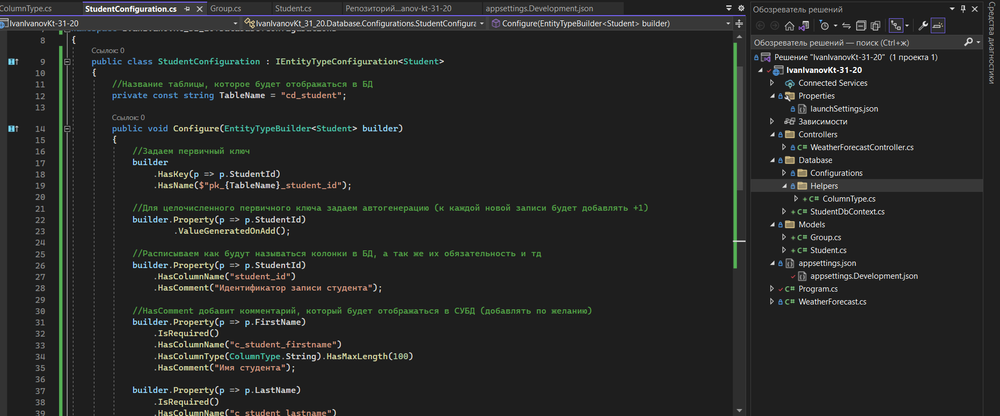 ColumnType.cs
StudentConfiguration.cs
Group.cs
Student.cs
Репозиторий...anov-kt-31-20
appsettings.Development.json
IvanIvanovKt-31-20
IvanIvanovKt_31_20.Database.Configurations.StudentConfigura
Configure(EntityTypeBuilder<Student> builder)
8 {
Ссылок: 0
9 public class StudentConfiguration : IEntityTypeConfiguration<Student>
10 {
11 //Название таблицы, которое будет отображаться в БД
12 private const string TableName = "cd_student";
13
Ссылок: 0
14 public void Configure(EntityTypeBuilder<Student> builder)
15 {
16 //Задаем первичный ключ
17 builder
18 .HasKey(p => p.StudentId)
19 .HasName($"pk_{TableName}_student_id");
20
21 //Для целочисленного первичного ключа задаем автогенерацию (к каждой новой записи будет добавлять +1)
22 builder.Property(p => p.StudentId)
23 .ValueGeneratedOnAdd();
24
25 //Расписываем как будут называться колонки в БД, а так же их обязательность и тд
26 builder.Property(p => p.StudentId)
27 .HasColumnName("student_id")
28 .HasComment("Идентификатор записи студента");
29
30 //HasComment добавит комментарий, который будет отображаться в СУБД (добавлять по желанию)
31 builder.Property(p => p.FirstName)
32 .IsRequired()
33 .HasColumnName("c_student_firstname")
34 .HasColumnType(ColumnType.String).HasMaxLength(100)
35 .HasComment("Имя студента");
36
37 builder.Property(p => p.LastName)
38 .IsRequired()
39 .HasColumnName("c_student_lastname")
Обозреватель решений
Обозреватель решений — поиск (Ctrl+ж)
Решение "IvanIvanovKt-31-20" (1 проекта 1)
IvanIvanovKt-31-20
Connected Services
Properties
launchSettings.json
Зависимости
Controllers
C# WeatherForecastController.cs
Database
Configurations
Helpers
+ C# ColumnType.cs
+ C# StudentDbContext.cs
Models
+ C# Group.cs
+ C# Student.cs
appsettings.json
appsettings.Development.json
C# Program.cs
C# WeatherForecast.cs
Средства диагностики